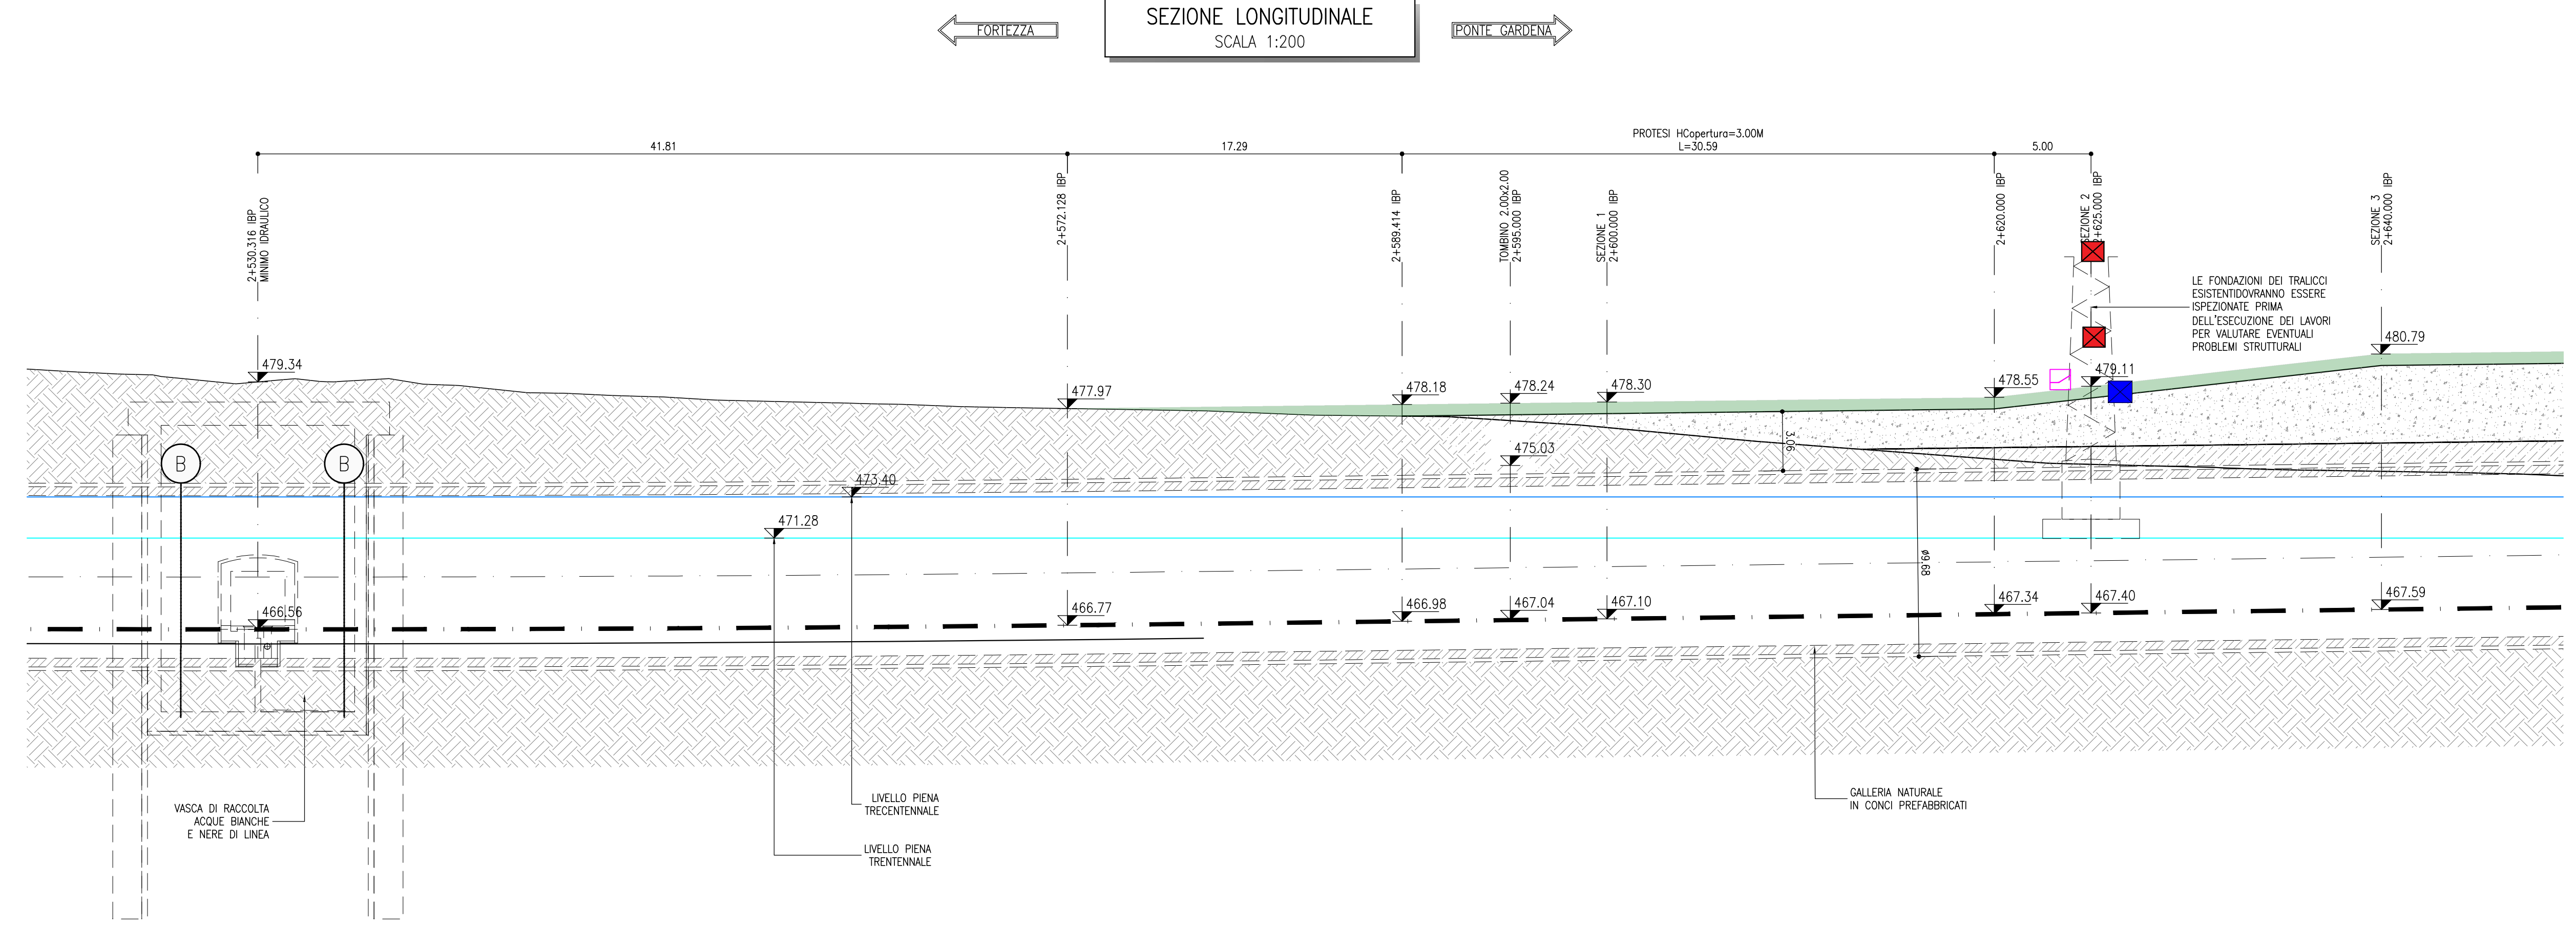 SEZIONE LONGITUDINALE
SCALA 1:200
FORTEZZA
PONTE GARDENA
PROTESI HCopertura=3.00M
L=30.59
41.81
17.29
5.00
2+530.316 IBP
MINIMO IDRAULICO
2+572.128 IBP
2+589.414 IBP
TOMBINO 2.00x2.00
2+595.000 IBP
SEZIONE 1
2+600.000 IBP
2+620.000 IBP
SEZIONE 2
2+625.000 IBP
SEZIONE 3
2+640.000 IBP
LE FONDAZIONI DEI TRALICCI
ESISTENTIDOVRANNO ESSERE
ISPEZIONATE PRIMA
DELL'ESECUZIONE DEI LAVORI
PER VALUTARE EVENTUALI
PROBLEMI STRUTTURALI
479.34
477.97
478.18
478.24
478.30
478.55
479.11
480.79
3.06
475.03
B
B
473.40
471.28
ø9.68
466.56
466.77
466.98
467.04
467.10
467.34
467.40
467.59
VASCA DI RACCOLTA
ACQUE BIANCHE
E NERE DI LINEA
LIVELLO PIENA
TRECENTENNALE
LIVELLO PIENA
TRENTENNALE
GALLERIA NATURALE
IN CONCI PREFABBRICATI